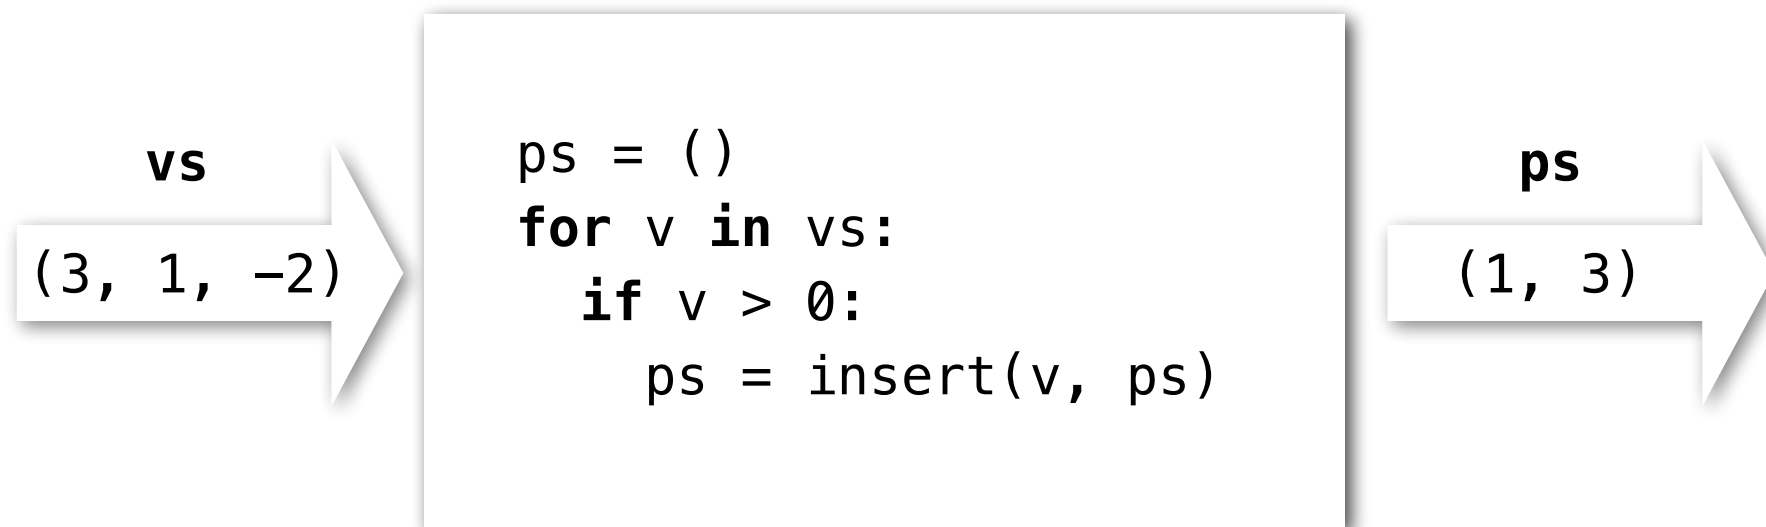 vs
(3, 1, −2)
ps = ()
for v in vs:
  if v > 0:
    ps = insert(v, ps)
ps
(1, 3)